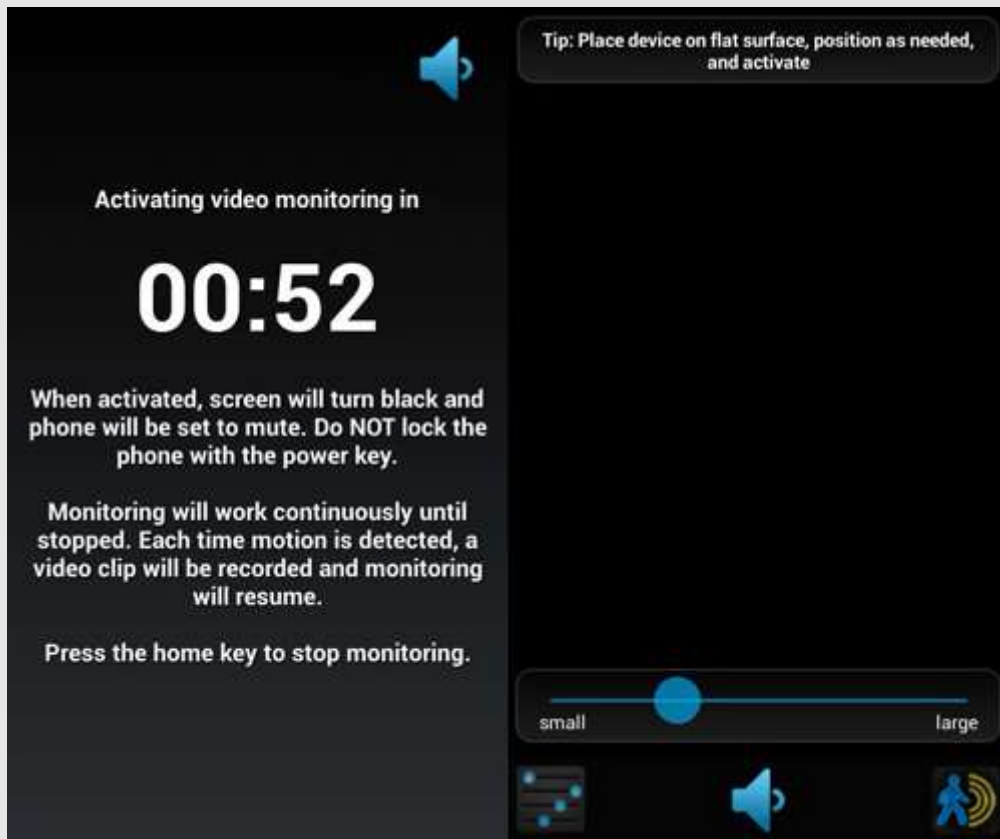 Activating video monitoring in
00:52
When activated, screen will turn black and
phone will be set to mute. Do NOT lock the
phone with the power key.
Monitoring will work continuously until
stopped. Each time motion is detected, a
video clip will be recorded and monitoring
will resume.
Press the home key to stop monitoring.
Tip: Place device on flat surface, position as needed,
and activate
small
large